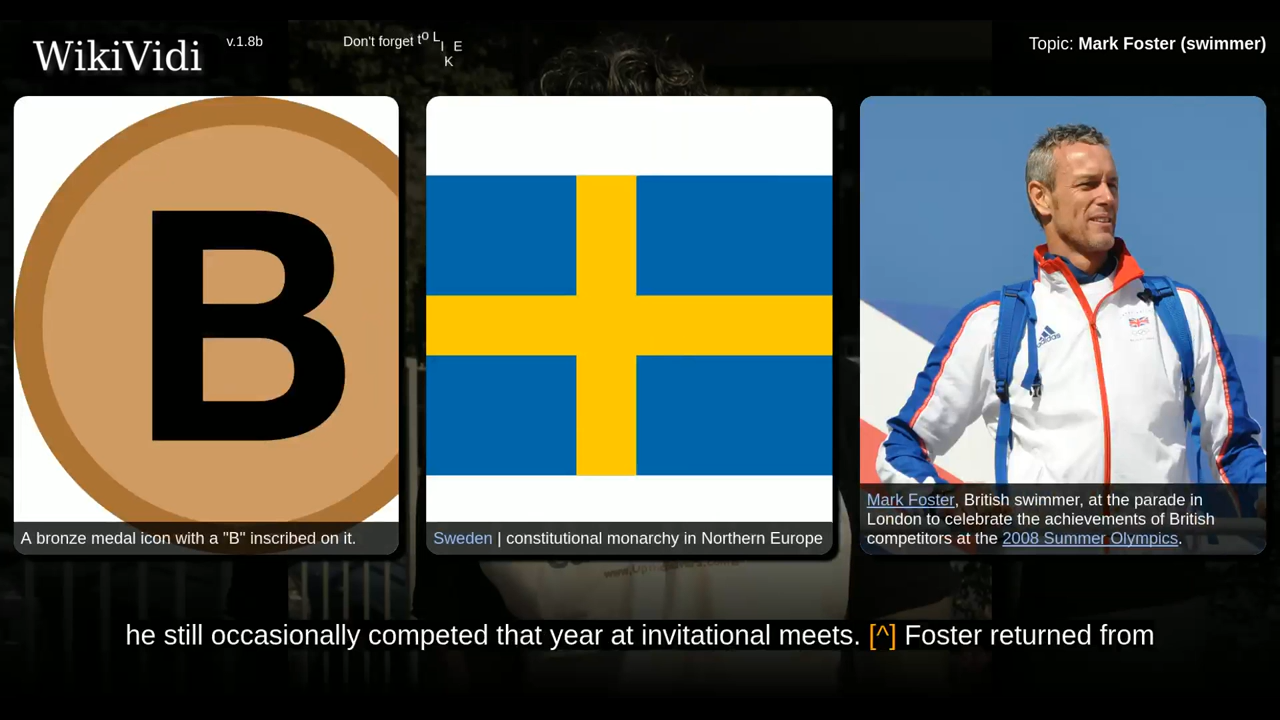 WikiVidi
v.1.8b
Don't forget to LIKE
Topic: Mark Foster (swimmer)
B
A bronze medal icon with a "B" inscribed on it.
Sweden | constitutional monarchy in Northern Europe
adidas
Mark Foster, British swimmer, at the parade in
London to celebrate the achievements of British
competitors at the 2008 Summer Olympics.
he still occasionally competed that year at invitational meets. [^] Foster returned from